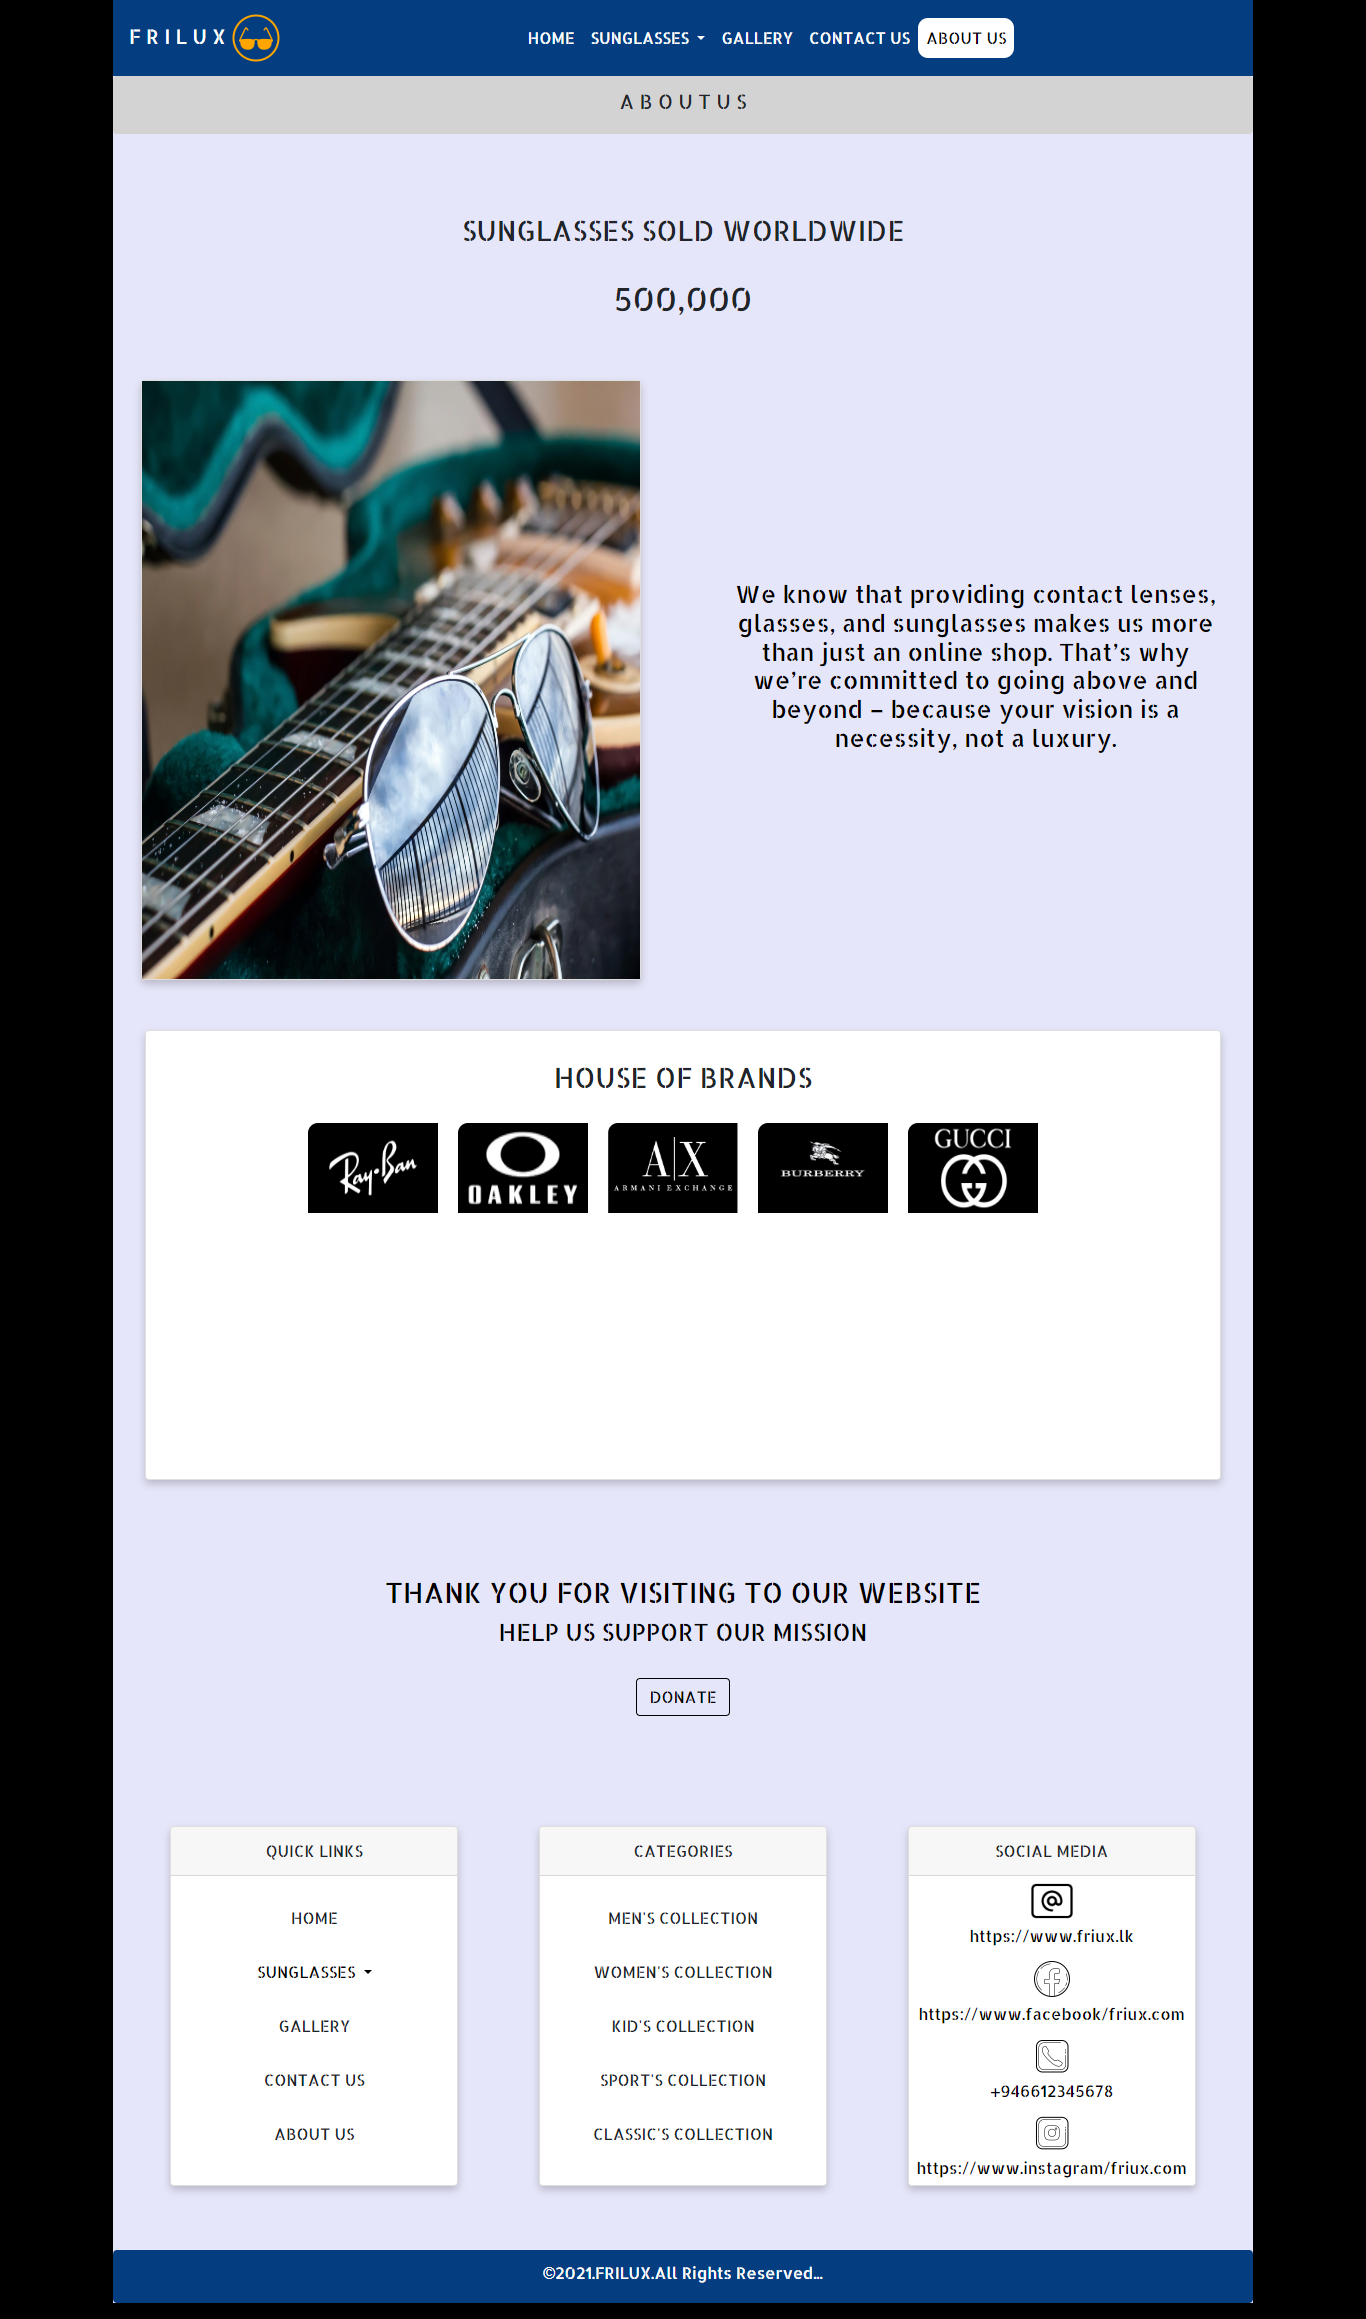 FRILUX
HOME SUNGLASSES GALLERY CONTACT US ABOUT US
ABOUTUS
SUNGLASSES SOLD WORLDWIDE
500,000
We know that providing contact lenses,
glasses, and sunglasses makes us more
than just an online shop. That’s why
we’re committed to going above and
beyond – because your vision is a
necessity, not a luxury.
HOUSE OF BRANDS
Ray-Ban
OAKLEY
A|X
ARMANI EXCHANGE
BURBERRY
GUCCI
THANK YOU FOR VISITING TO OUR WEBSITE
HELP US SUPPORT OUR MISSION
DONATE
QUICK LINKS
HOME
SUNGLASSES
GALLERY
CONTACT US
ABOUT US
CATEGORIES
MEN'S COLLECTION
WOMEN'S COLLECTION
KID'S COLLECTION
SPORT'S COLLECTION
CLASSIC'S COLLECTION
SOCIAL MEDIA
https://www.friux.lk
https://www.facebook/friux.com
+946612345678
https://www.instagram/friux.com
©2021.FRILUX.All Rights Reserved...